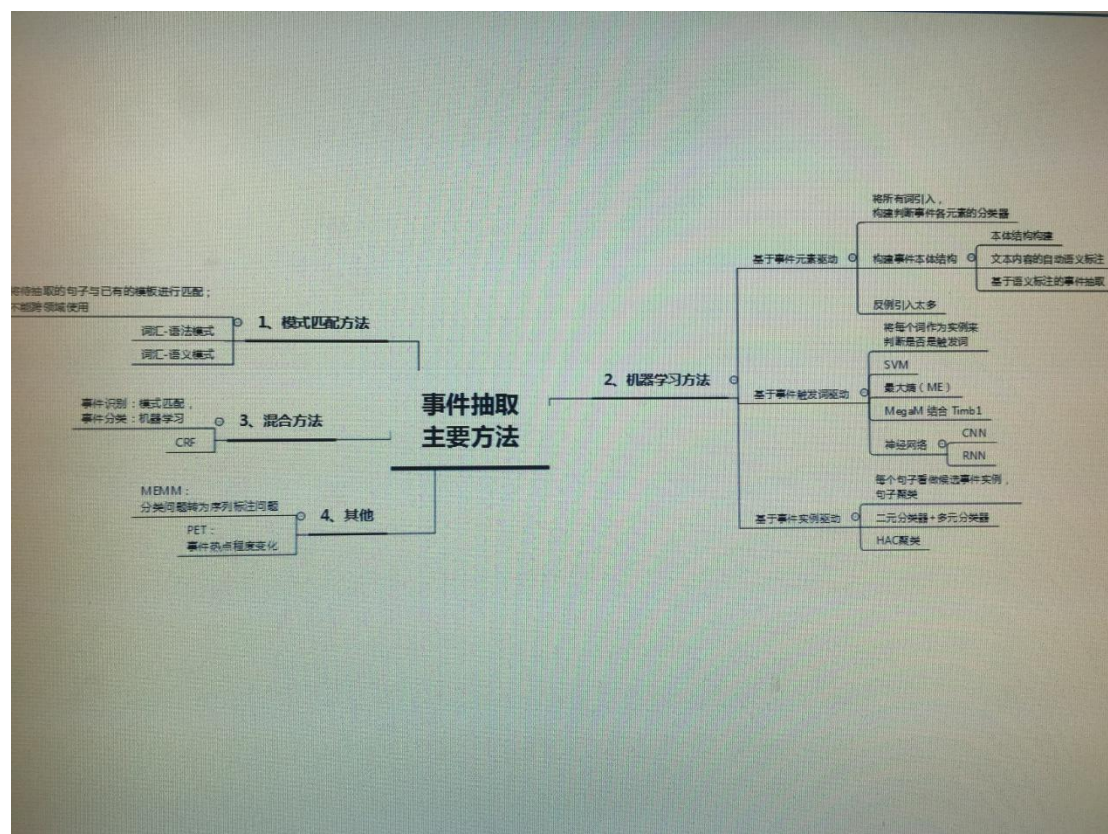 事件抽取
主要方法
1、模式匹配方法
将待抽取的句子与已有的模板进行匹配；
不能跨领域使用
词汇-语法模式
词汇-语义模式
2、机器学习方法
基于事件元素驱动
将所有词引入，
构建判断事件各元素的分类器
构建事件本体结构
本体结构构建
文本内容的自动语义标注
基于语义标注的事件抽取
反例引入太多
基于事件触发词驱动
将每个词作为实例来
判断是否是触发词
SVM
最大熵（ME）
MegaM 结合 Timb1
神经网络
CNN
RNN
基于事件实例驱动
每个句子看做候选事件实例，
句子聚类
二元分类器+多元分类器
HAC聚类
3、混合方法
事件识别：模式匹配，
事件分类：机器学习
CRF
4、其他
MEMM：
分类问题转为序列标注问题
PET：
事件热点程度变化